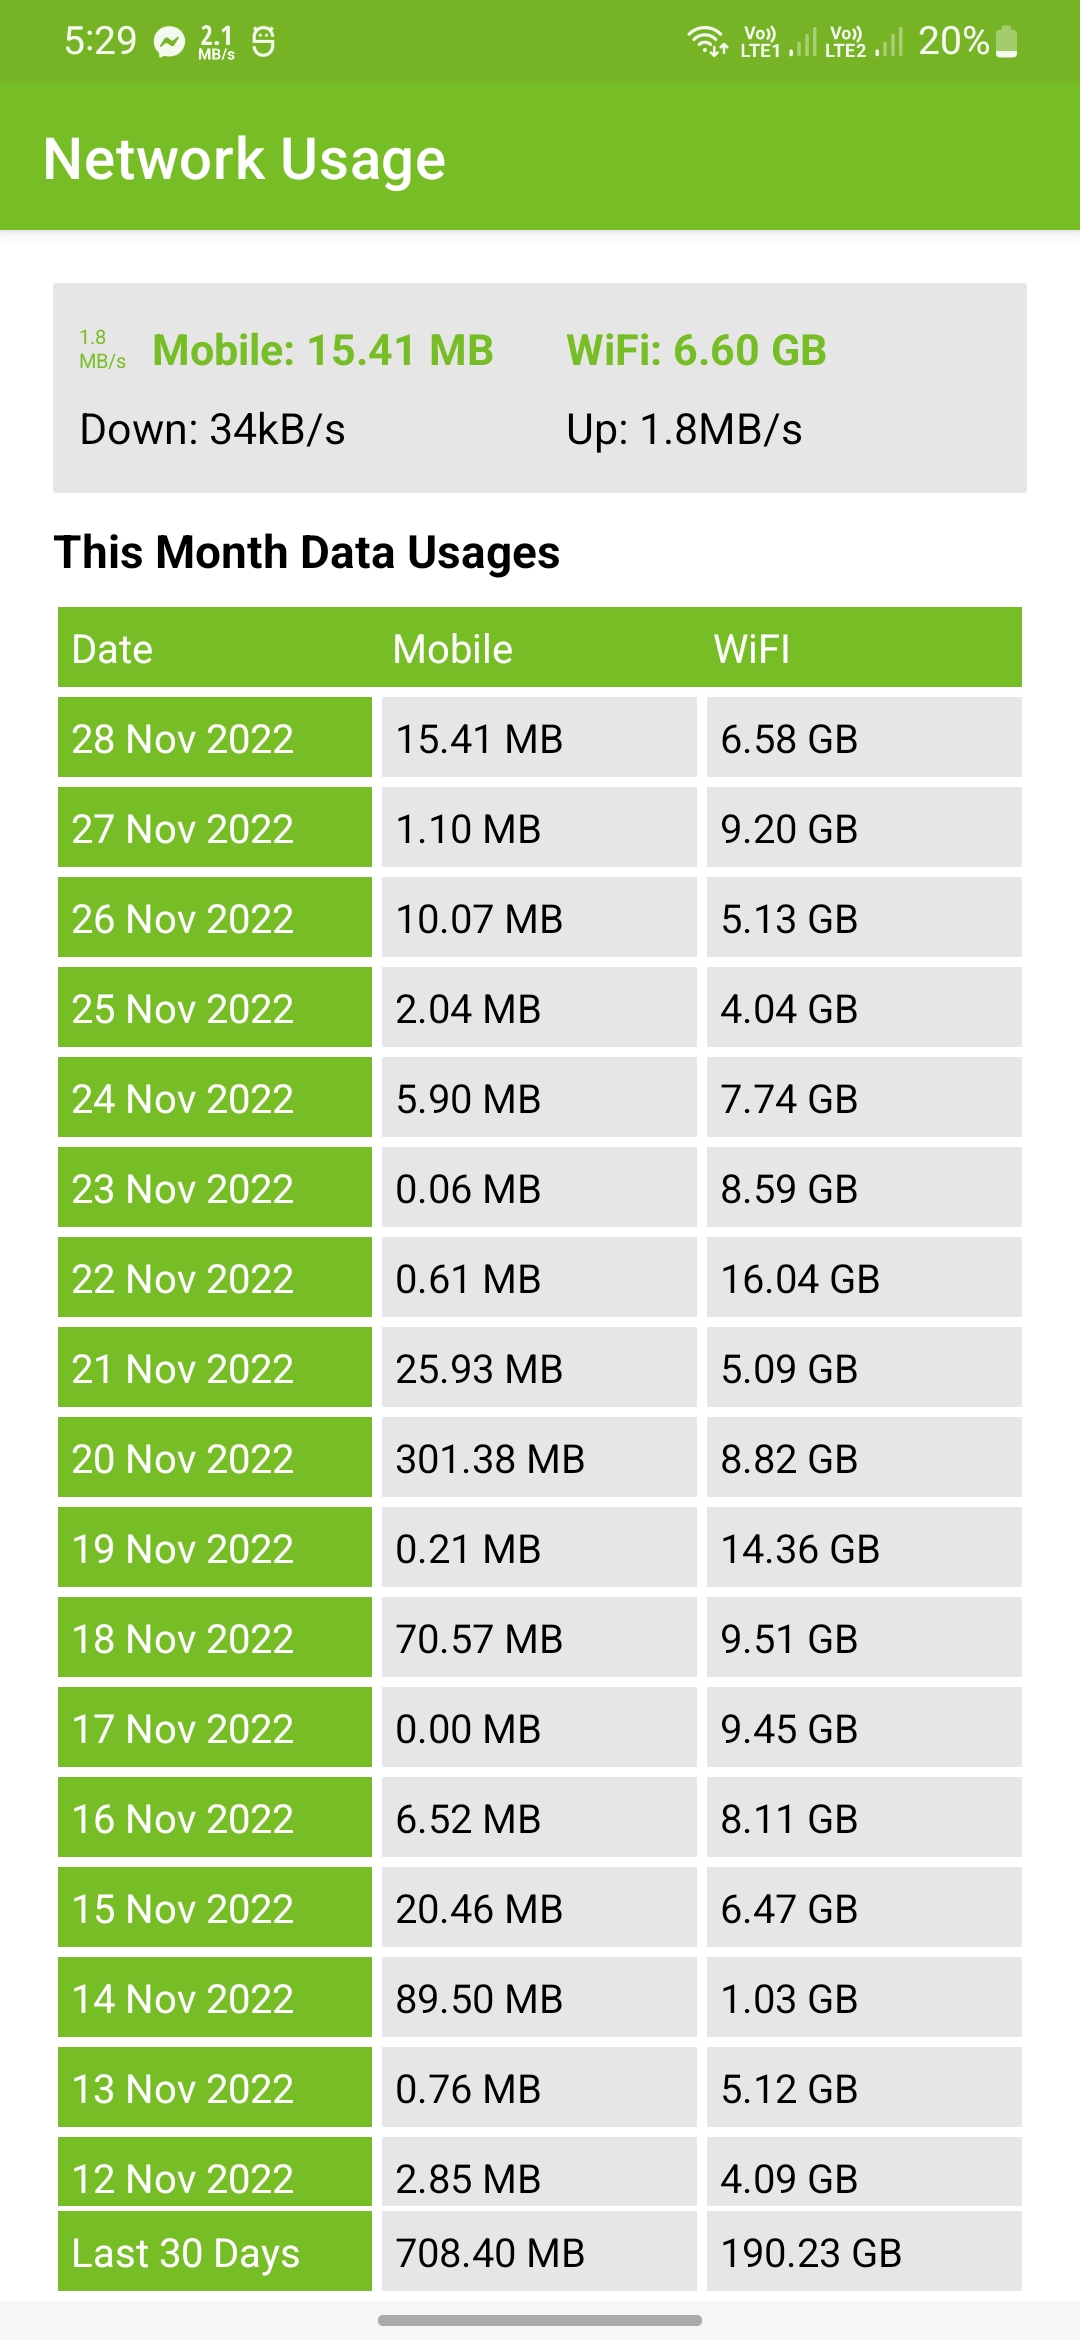 5:29 2.1 MB/s Vo)) LTE1 Vo)) LTE2 20%
Network Usage
1.8 MB/s Mobile: 15.41 MB WiFi: 6.60 GB
Down: 34kB/s Up: 1.8MB/s
This Month Data Usages
Date Mobile WiFI
28 Nov 2022 15.41 MB 6.58 GB
27 Nov 2022 1.10 MB 9.20 GB
26 Nov 2022 10.07 MB 5.13 GB
25 Nov 2022 2.04 MB 4.04 GB
24 Nov 2022 5.90 MB 7.74 GB
23 Nov 2022 0.06 MB 8.59 GB
22 Nov 2022 0.61 MB 16.04 GB
21 Nov 2022 25.93 MB 5.09 GB
20 Nov 2022 301.38 MB 8.82 GB
19 Nov 2022 0.21 MB 14.36 GB
18 Nov 2022 70.57 MB 9.51 GB
17 Nov 2022 0.00 MB 9.45 GB
16 Nov 2022 6.52 MB 8.11 GB
15 Nov 2022 20.46 MB 6.47 GB
14 Nov 2022 89.50 MB 1.03 GB
13 Nov 2022 0.76 MB 5.12 GB
12 Nov 2022 2.85 MB 4.09 GB
Last 30 Days 708.40 MB 190.23 GB